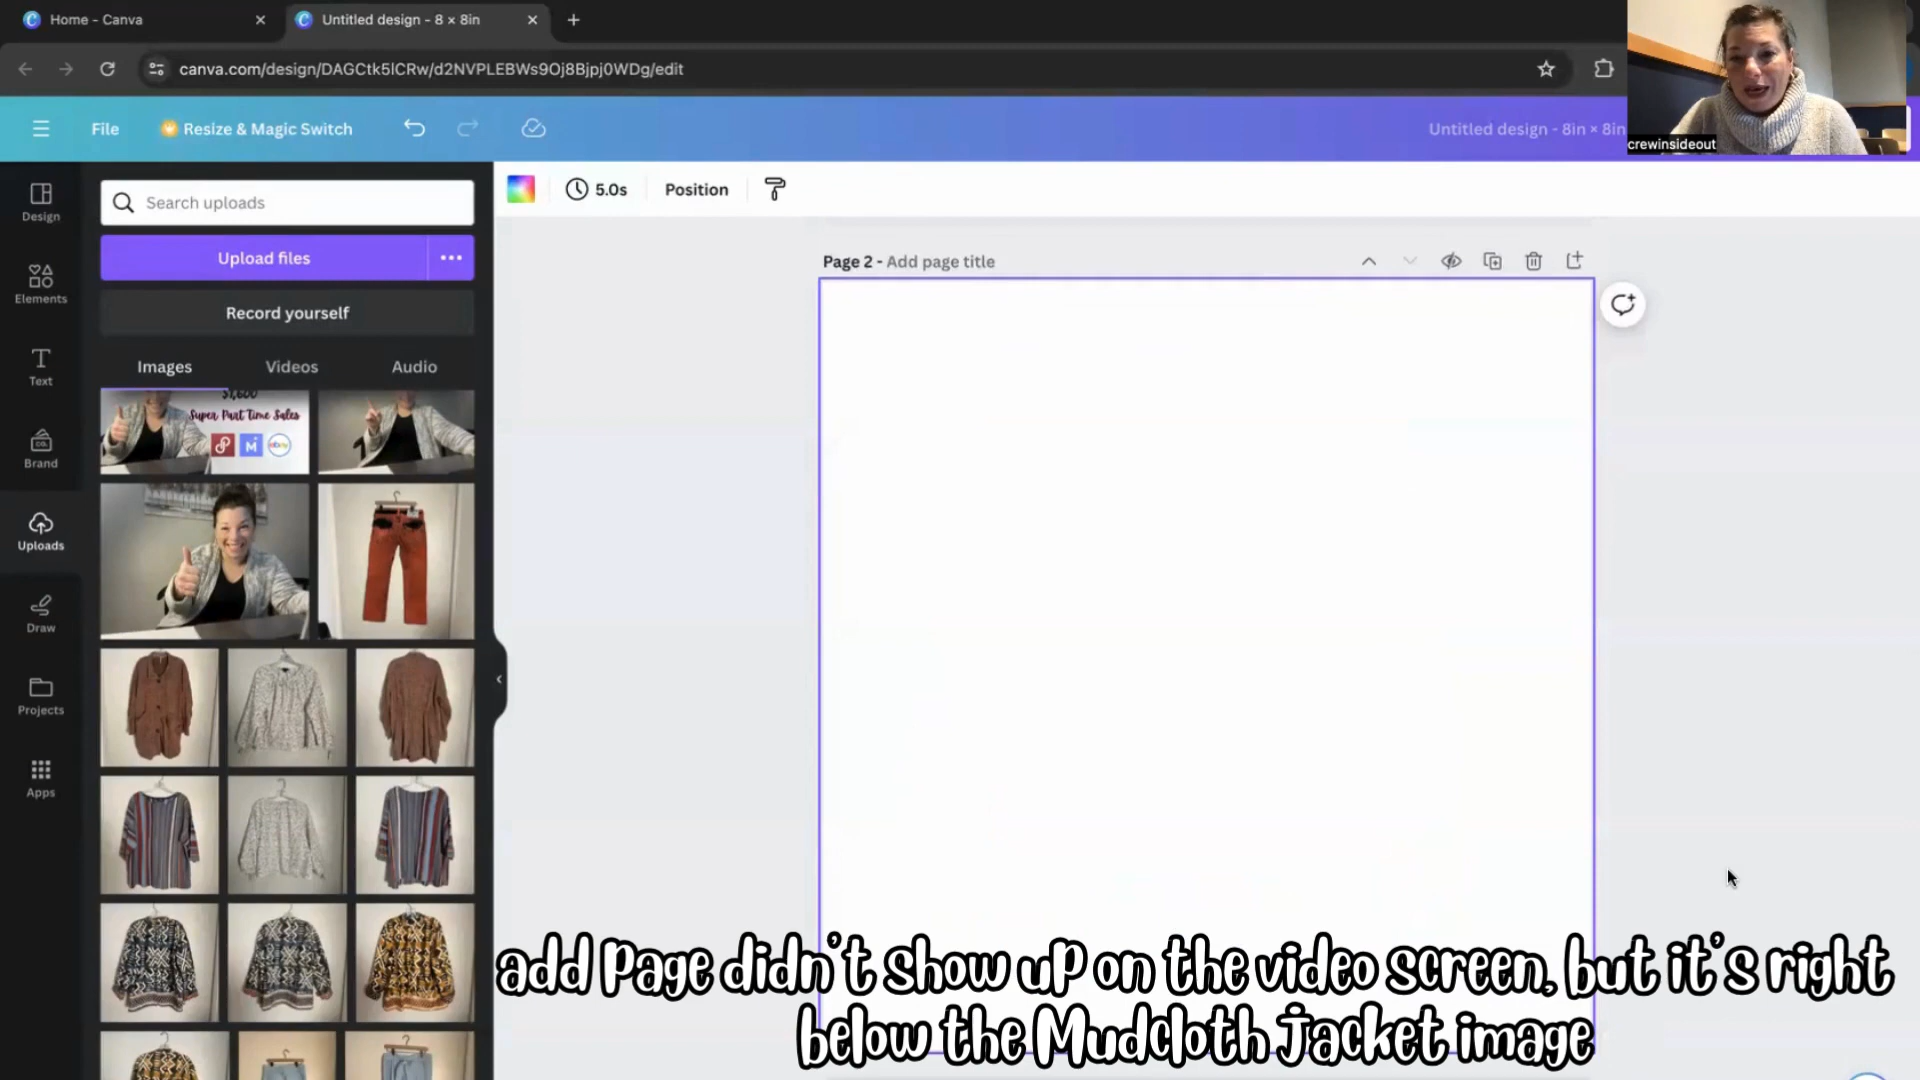 Home - Canva
Untitled design - 8 × 8in
canva.com/design/DAGCtk5lCRw/d2NVPLEBWs9Oj8Bjpj0WDg/edit
File
Resize & Magic Switch
Untitled design - 8in × 8in
crewinsideout
Design
Elements
Text
Brand
Uploads
Draw
Projects
Apps
Search uploads
Upload files
Record yourself
Images
Videos
Audio
$1,600
Super Part Time Sales
M
ebay
5.0s
Position
Page 2 - Add page title
add Page didn't show up on the video screen, but it's right
below the Mudcloth Jacket image